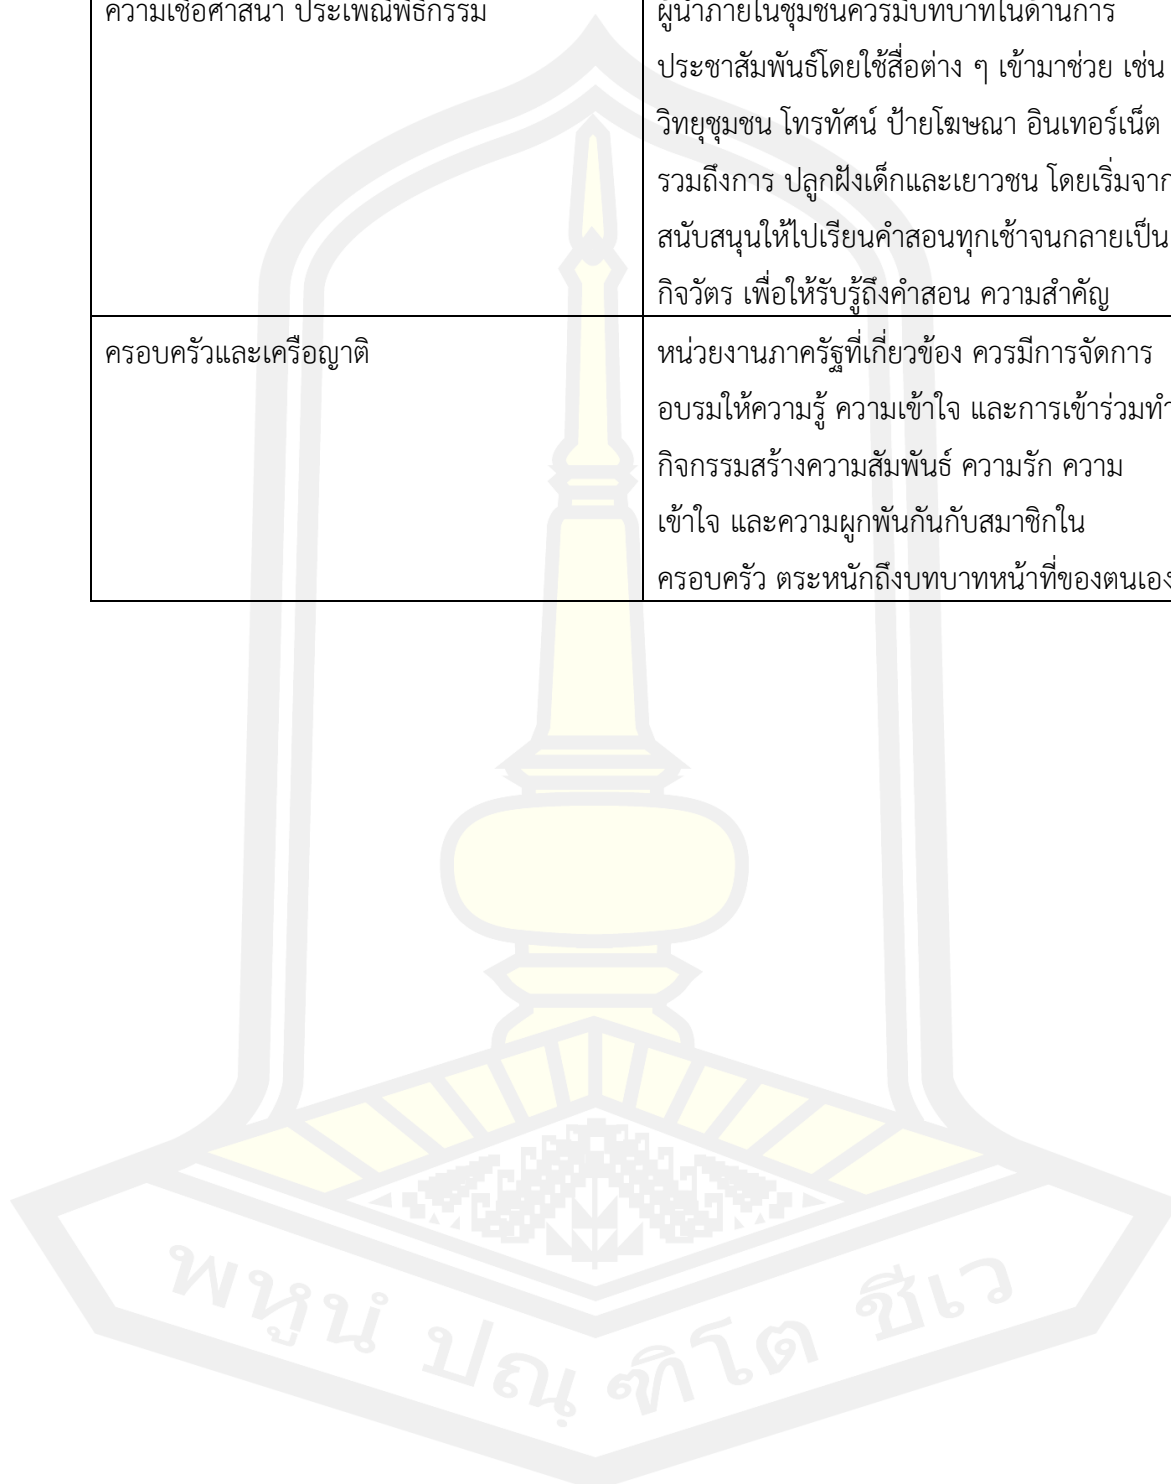 ความเชื่อศาสนา ประเพณีพิธีกรรม
ผู้นำภายในชุมชนควรมีบทบาทในด้านการ
ประชาสัมพันธ์โดยใช้สื่อต่าง ๆ เข้ามาช่วย เช่น
วิทยุชุมชน โทรทัศน์ ป้ายโฆษณา อินเทอร์เน็ต
รวมถึงการ ปลูกฝังเด็กและเยาวชน โดยเริ่มจาก
สนับสนุนให้ไปเรียนคำสอนทุกเช้าจนกลายเป็น
กิจวัตร เพื่อให้รับรู้ถึงคำสอน ความสำคัญ
ครอบครัวและเครือญาติ
หน่วยงานภาครัฐที่เกี่ยวข้อง ควรมีการจัดการ
อบรมให้ความรู้ ความเข้าใจ และการเข้าร่วมทำ
กิจกรรมสร้างความสัมพันธ์ ความรัก ความ
เข้าใจ และความผูกพันกันกับสมาชิกใน
ครอบครัว ตระหนักถึงบทบาทหน้าที่ของตนเอง
พหูนํ ปณฺฑิโต ชีเว